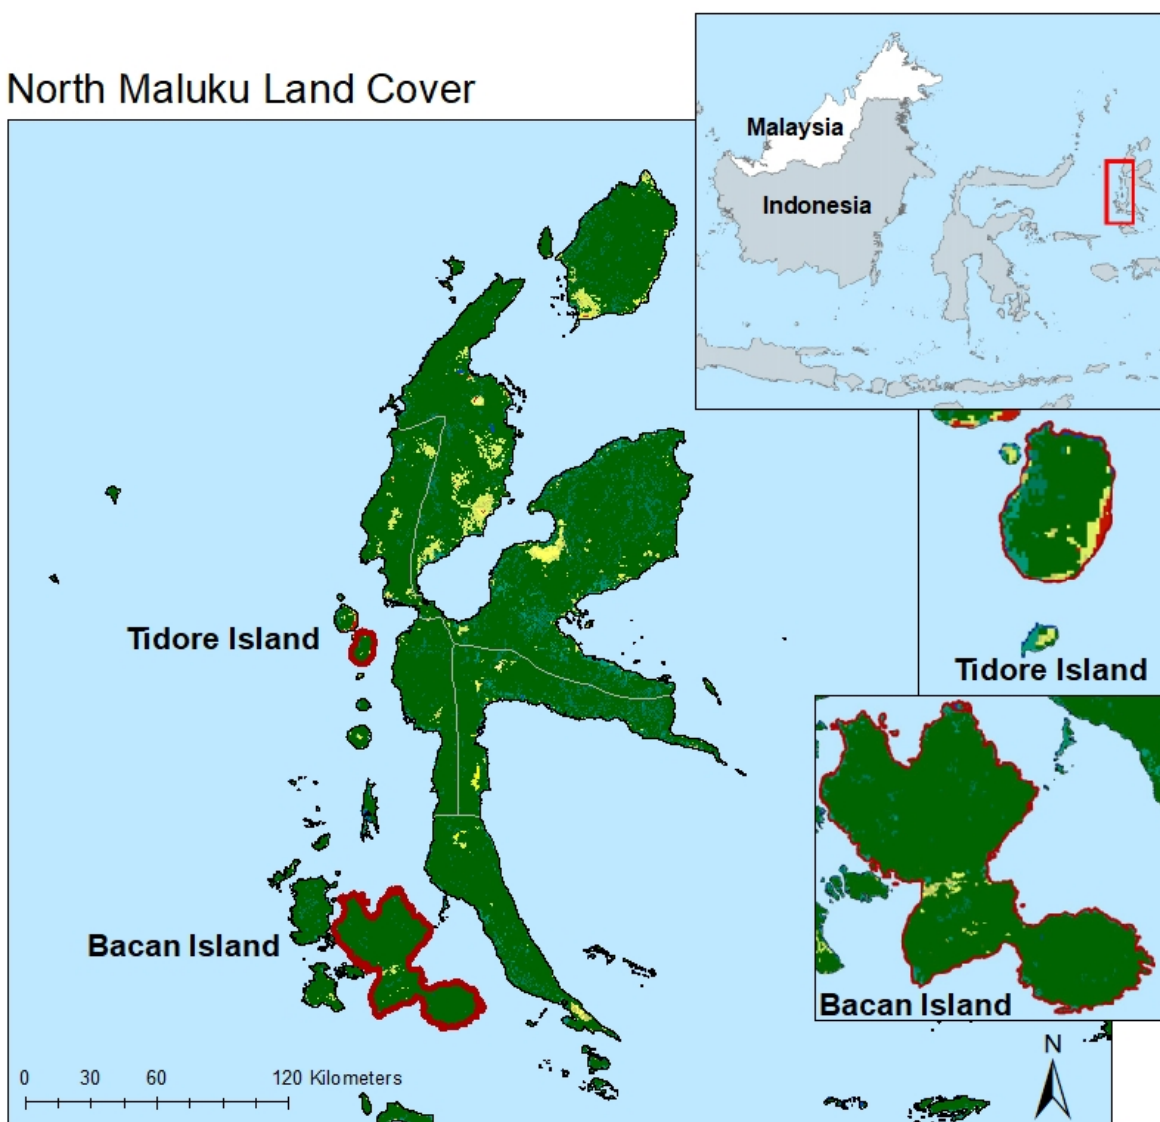 North Maluku Land Cover
Malaysia
Indonesia
Tidore Island
Tidore Island
Bacan Island
Bacan Island
N
0 30 60 120 Kilometers